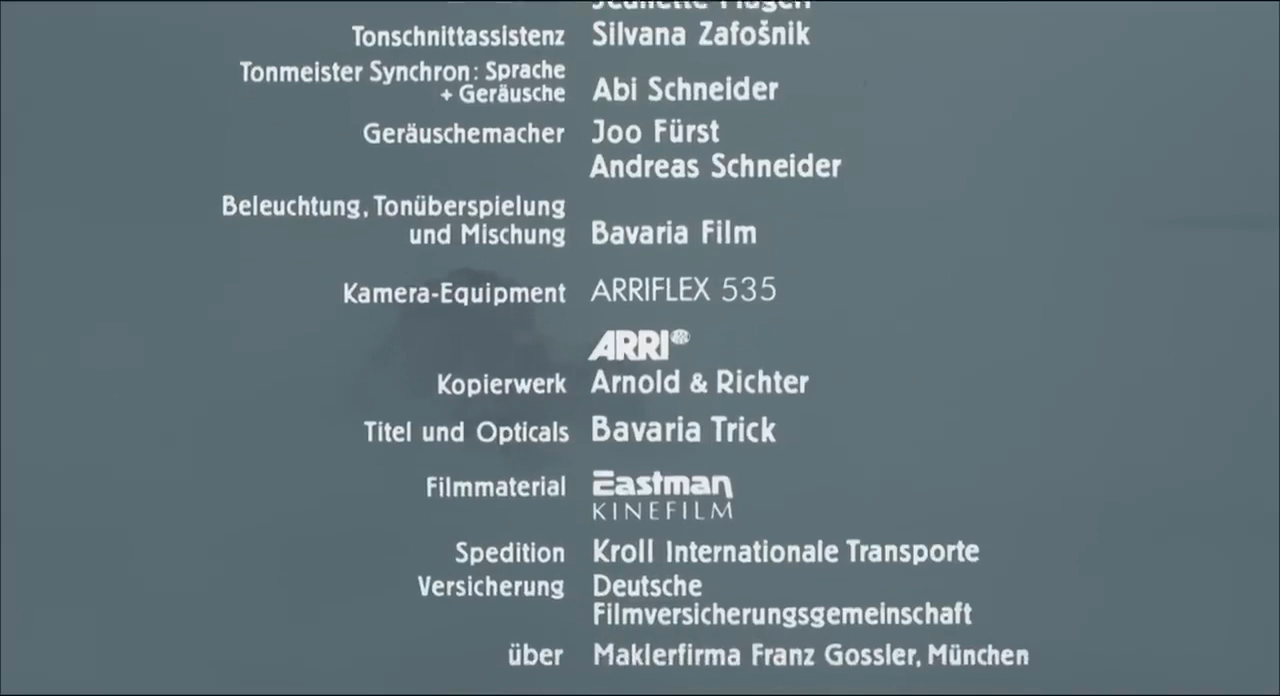 Tonschnittassistenz Silvana Zafošnik
Tonmeister Synchron: Sprache
+ Geräusche Abi Schneider
Geräuschemacher Joo Fürst
Andreas Schneider
Beleuchtung, Tonüberspielung
und Mischung Bavaria Film
Kamera-Equipment ARRIFLEX 535
ARRI
Kopierwerk Arnold & Richter
Titel und Opticals Bavaria Trick
Filmmaterial Eastman
KINEFILM
Spedition Kroll Internationale Transporte
Versicherung Deutsche
Filmversicherungsgemeinschaft
über Maklerfirma Franz Gossler, München